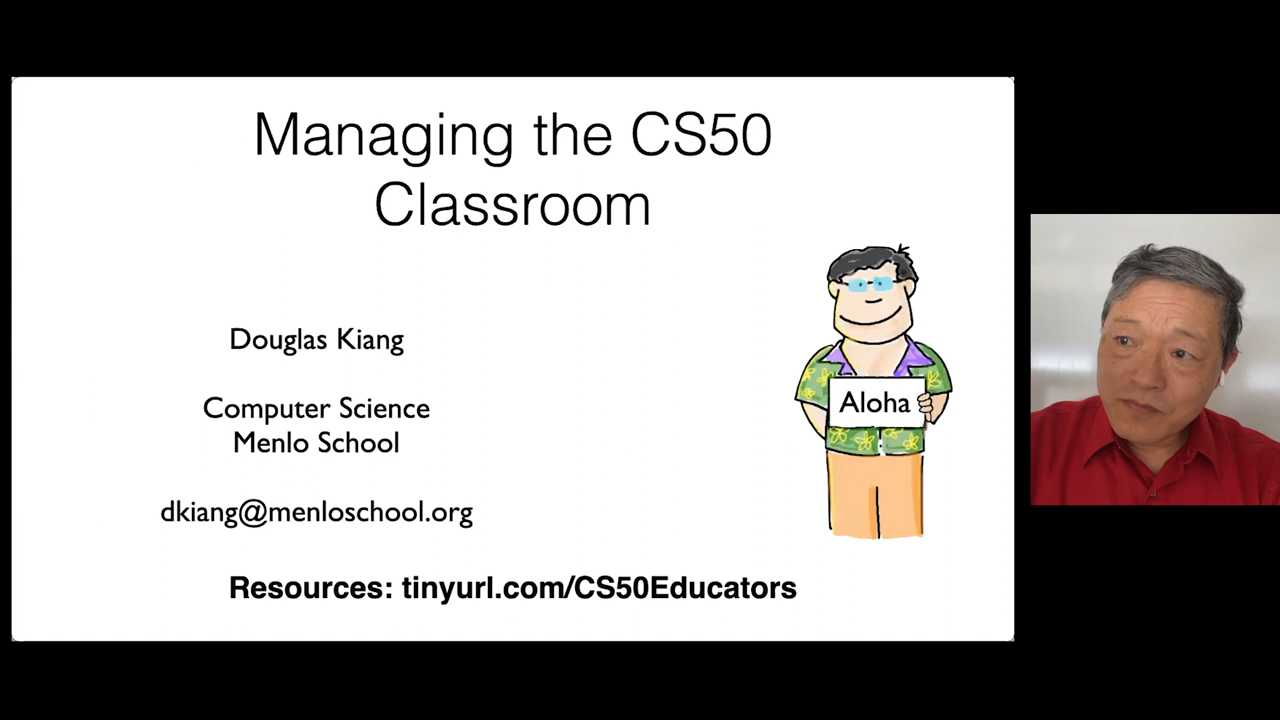 Managing the CS50
Classroom
Douglas Kiang
Computer Science
Menlo School
Aloha
dkiang@menloschool.org
Resources: tinyurl.com/CS50Educators